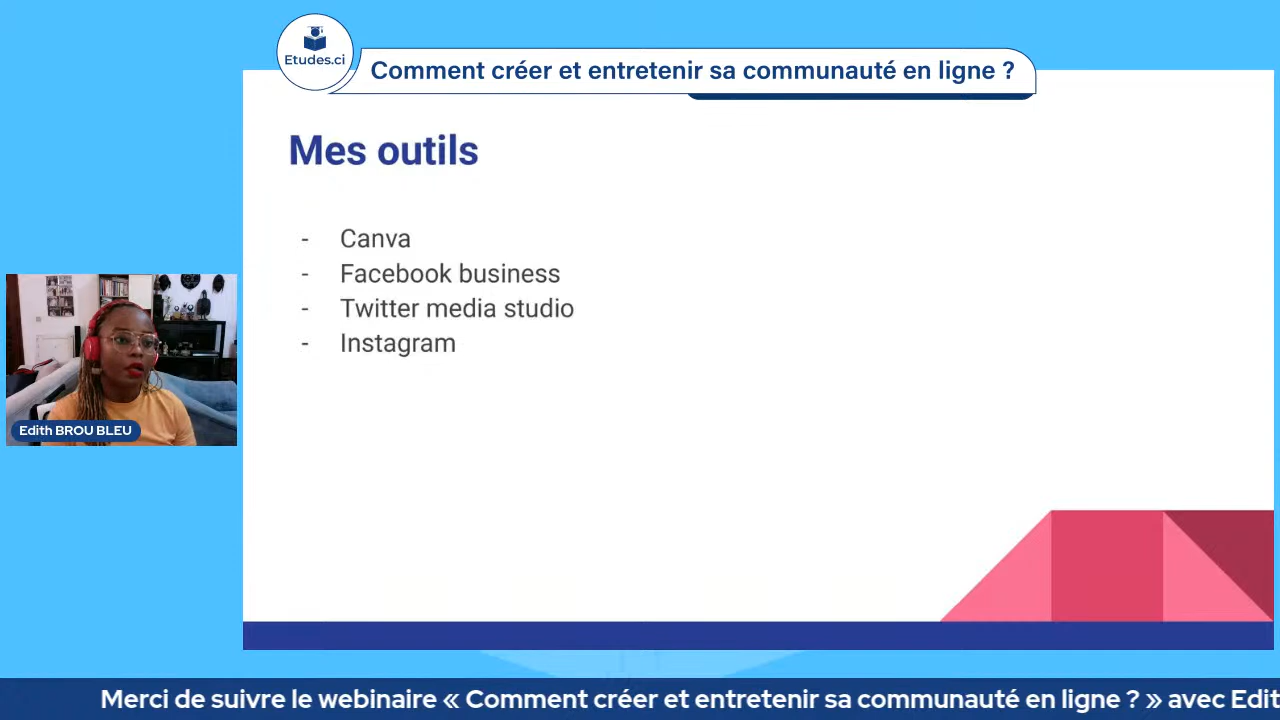 Etudes.ci
Comment créer et entretenir sa communauté en ligne ?
Mes outils
- Canva
- Facebook business
- Twitter media studio
- Instagram
Edith BROU BLEU
Merci de suivre le webinaire « Comment créer et entretenir sa communauté en ligne ? » avec Edit